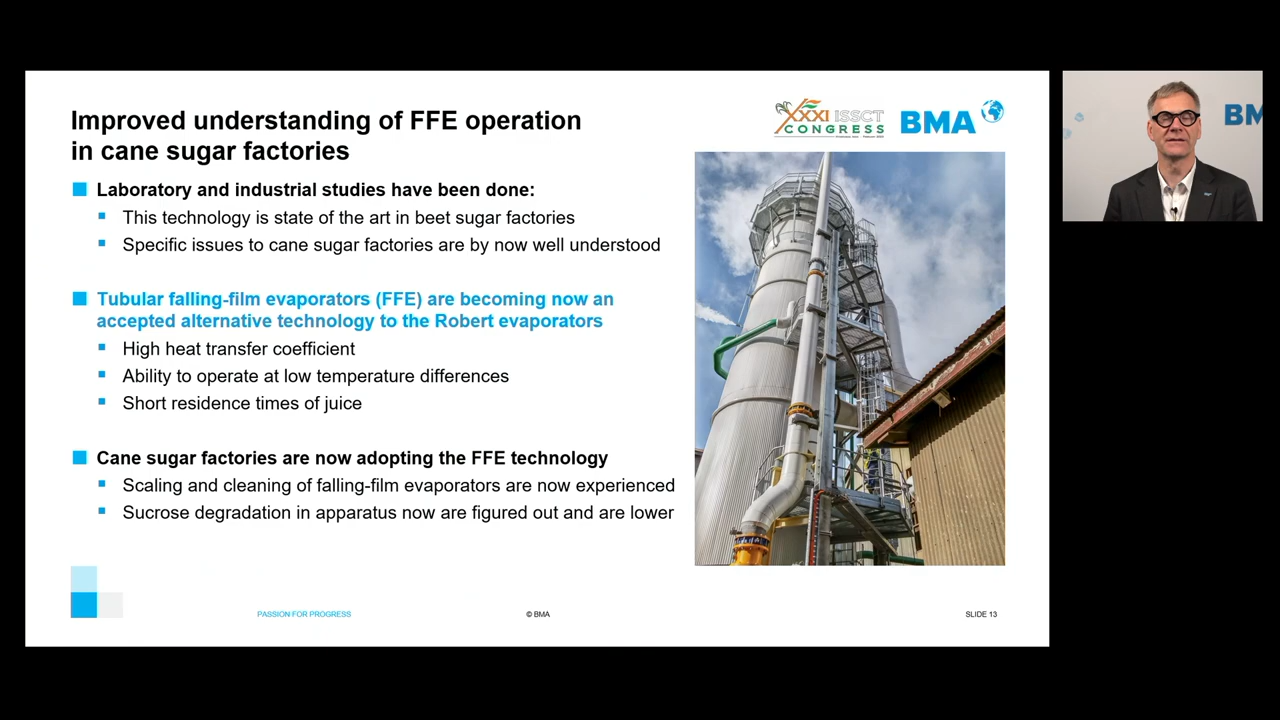 Improved understanding of FFE operation
in cane sugar factories
XXXI ISSCT
CONGRESS
BMA
Laboratory and industrial studies have been done:
This technology is state of the art in beet sugar factories
Specific issues to cane sugar factories are by now well understood
Tubular falling-film evaporators (FFE) are becoming now an
accepted alternative technology to the Robert evaporators
High heat transfer coefficient
Ability to operate at low temperature differences
Short residence times of juice
Cane sugar factories are now adopting the FFE technology
Scaling and cleaning of falling-film evaporators are now experienced
Sucrose degradation in apparatus now are figured out and are lower
PASSION FOR PROGRESS
© BMA
SLIDE 13
BM